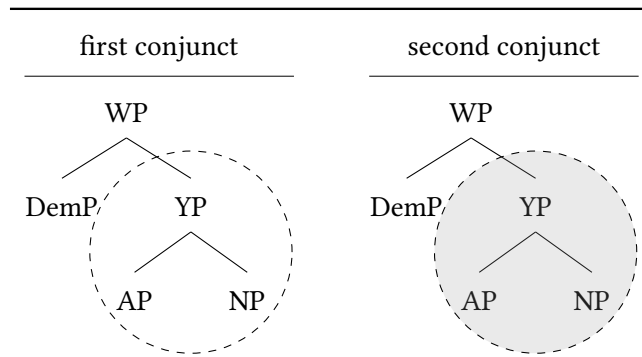 first conjunct second conjunct
WP WP
DemP YP DemP YP
AP NP AP NP